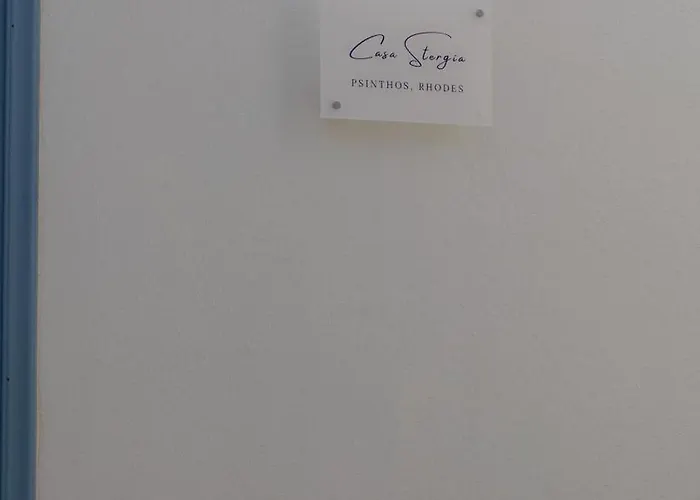 Casa Stergia
PSINTHOS, RHODES